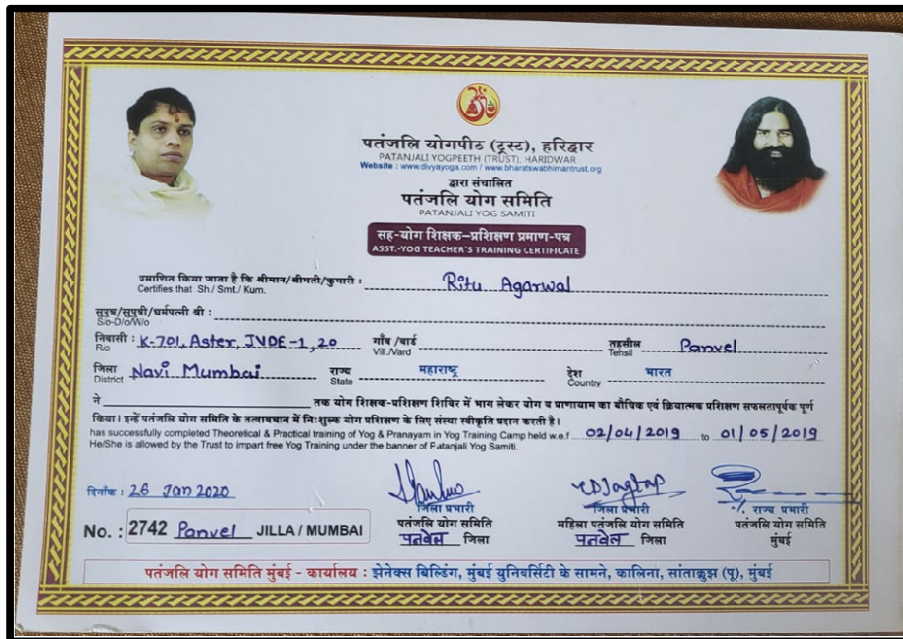 पतंजलि योगपीठ (ट्रस्ट), हरिद्वार
PATANJALI YOGPEETH (TRUST), HARIDWAR
Website : www.divyayoga.com / www.bharatswabhimantrust.org
द्वारा संचालित
पतंजलि योग समिति
PATANJALI YOG SAMITI
सह-योग शिक्षक–प्रशिक्षण प्रमाण-पत्र
ASST.-YOG TEACHER'S TRAINING CERTIFICATE
प्रमाणित किया जाता है कि श्रीमान/श्रीमती/कुमारी :
Certifies that Sh./ Smt./ Kum. Ritu Agarwal
सुपुत्र/सुपुत्री/धर्मपत्नी श्री :
S/o-D/o/W/o
निवासी : K-701, Aster, JVDE-1, 20 गाँव /वार्ड तहसील Panvel
R/o Vill./Ward Tehsil
जिला Navi Mumbai राज्य महाराष्ट्र देश भारत
District State Country
ने तक योग शिक्षक-प्रशिक्षण शिविर में भाग लेकर योग व प्राणायाम का बौधिक एवं क्रियात्मक प्रशिक्षण सफलतापूर्वक पूर्ण
किया। इन्हें पतंजलि योग समिति के तत्वावधान में निःशुल्क योग प्रशिक्षण के लिए संस्था स्वीकृति प्रदान करती है।
has successfully completed Theoretical & Practical training of Yog & Pranayam in Yog Training Camp held w.e.f 02/04/2019 to 01/05/2019
He/She is allowed by the Trust to impart free Yog Training under the banner of Patanjali Yog Samiti.
दिनाँक : 26 Jan 2020
जिला प्रभारी जिला प्रभारी राज्य प्रभारी
No. : 2742 Panvel JILLA / MUMBAI
पतंजलि योग समिति महिला पतंजलि योग समिति पतंजलि योग समिति
पनवेल जिला पनवेल जिला मुंबई
पतंजलि योग समिति मुंबई - कार्यालय : झेनेक्स बिल्डिंग, मुंबई युनिवर्सिटी के सामने, कालिना, सांताक्रुझ (पू), मुंबई